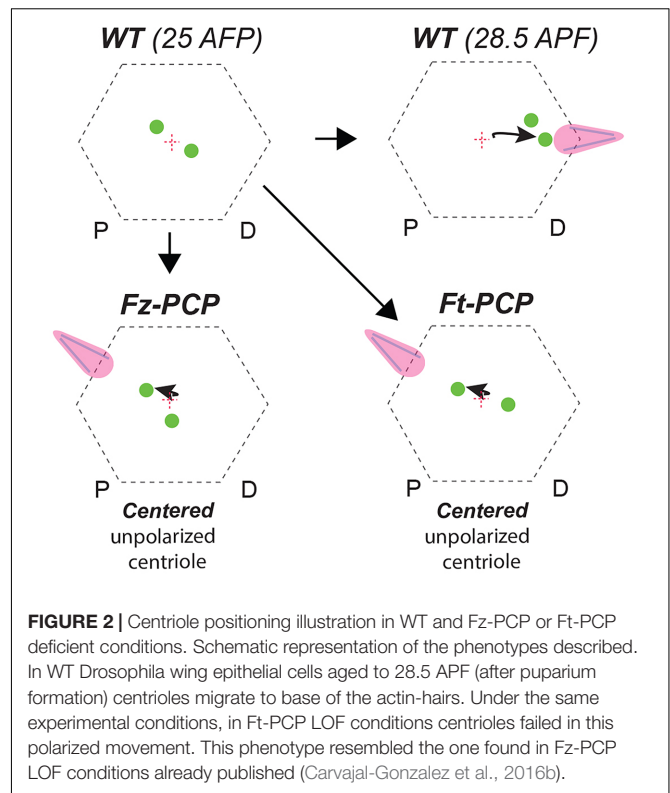 WT (25 AFP)
WT (28.5 APF)
P
D
P
D
Fz-PCP
Ft-PCP
P
D
P
D
Centered
unpolarized
centriole
Centered
unpolarized
centriole
FIGURE 2 | Centriole positioning illustration in WT and Fz-PCP or Ft-PCP
deficient conditions. Schematic representation of the phenotypes described.
In WT Drosophila wing epithelial cells aged to 28.5 APF (after puparium
formation) centrioles migrate to base of the actin-hairs. Under the same
experimental conditions, in Ft-PCP LOF conditions centrioles failed in this
polarized movement. This phenotype resembled the one found in Fz-PCP
LOF conditions already published (Carvajal-Gonzalez et al., 2016b).